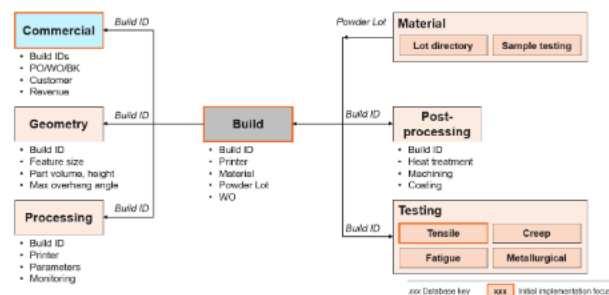 Commercial
Build ID
• Build IDs
• PO/WO/BK
• Customer
• Revenue
Geometry
Build ID
• Build ID
• Feature size
• Part volume, height
• Max overhang angle
Processing
Build ID
• Build ID
• Printer
• Parameters
• Monitoring
Build
• Build ID
• Printer
• Material
• Powder Lot
• WO
Powder Lot
Material
Lot directory
Sample testing
Build ID
Post-
processing
• Build ID
• Heat treatment
• Machining
• Coating
Build ID
Testing
Tensile
Creep
Fatigue
Metallurgical
xxx Database key
xxx Initial implementation focus